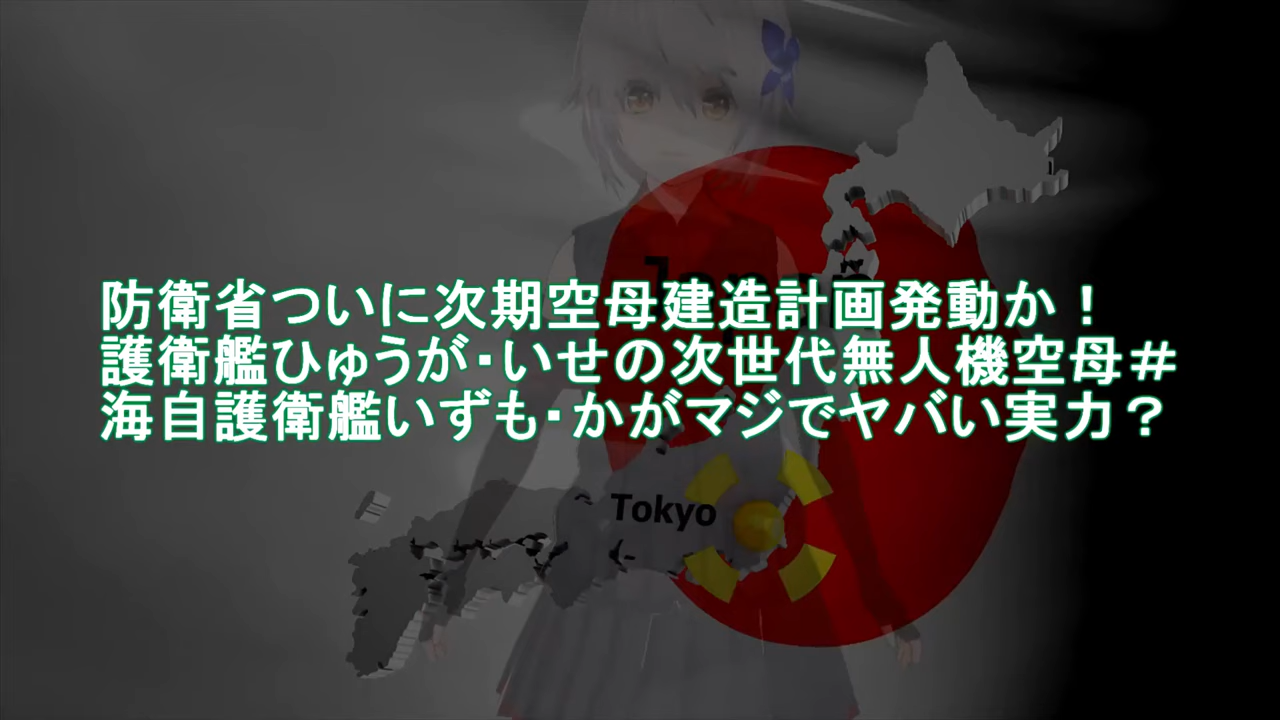 Japan
防衛省ついに次期空母建造計画発動か！
護衛艦ひゅうが・いせの次世代無人機空母＃
海自護衛艦いずも・かがマジでヤバい実力？
Tokyo